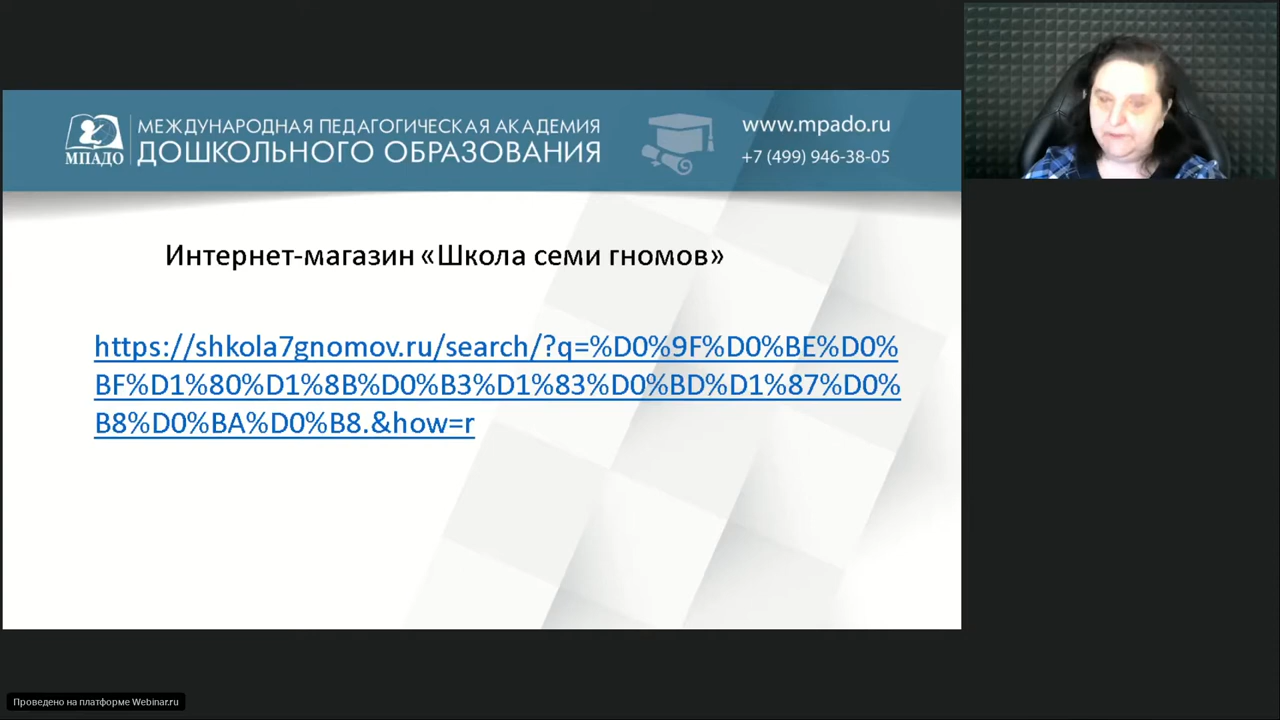 МПАДО
МЕЖДУНАРОДНАЯ ПЕДАГОГИЧЕСКАЯ АКАДЕМИЯ
ДОШКОЛЬНОГО ОБРАЗОВАНИЯ
www.mpado.ru
+7 (499) 946-38-05
Интернет-магазин «Школа семи гномов»
https://shkola7gnomov.ru/search/?q=%D0%9F%D0%BE%D0%
BF%D1%80%D1%8B%D0%B3%D1%83%D0%BD%D1%87%D0%
B8%D0%BA%D0%B8.&how=r
Проведено на платформе Webinar.ru